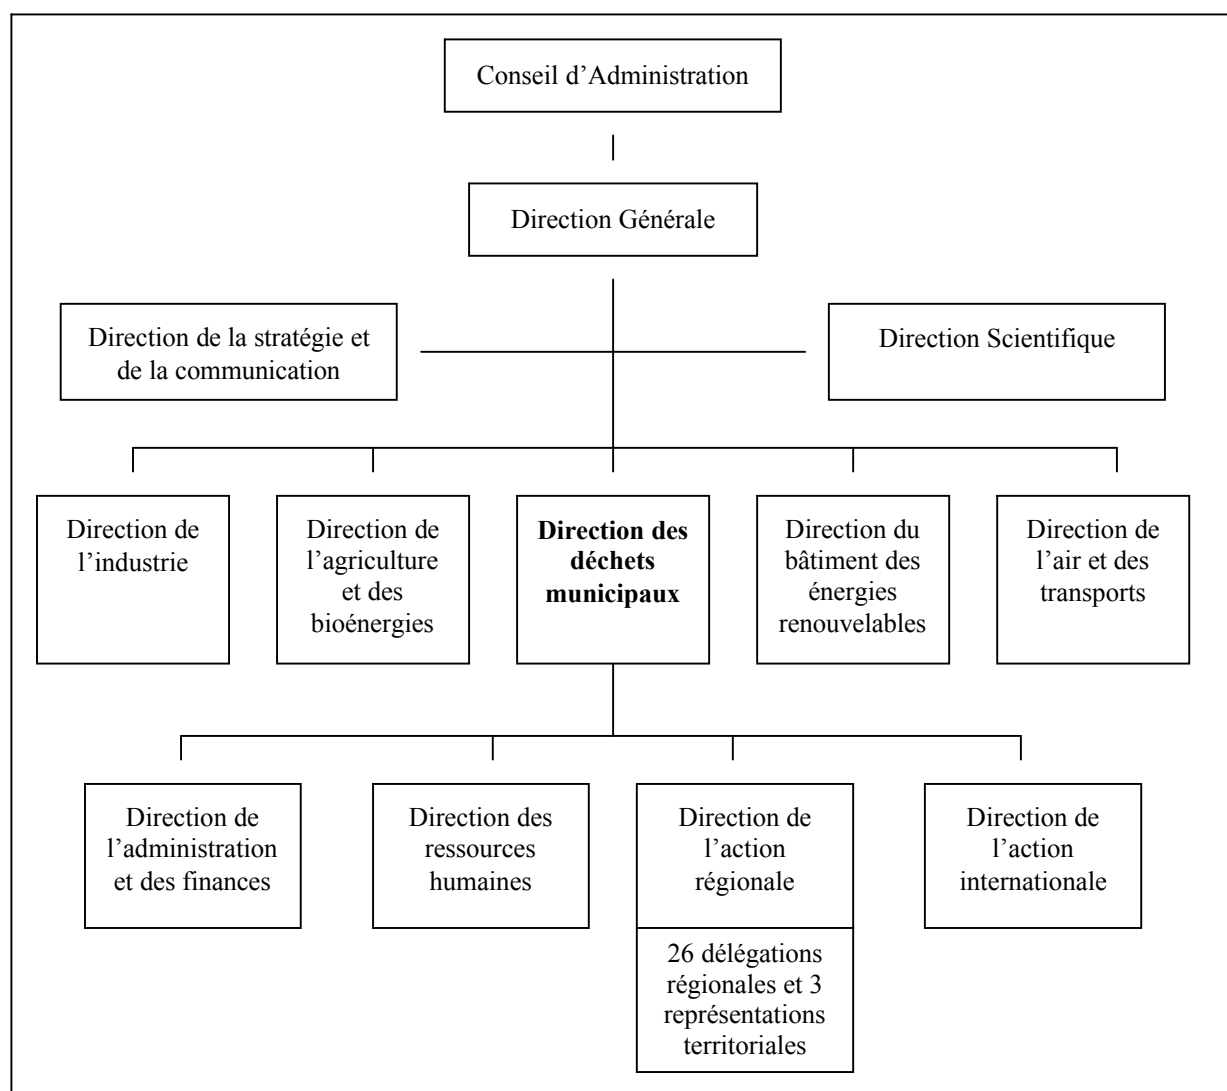 Conseil d’Administration
Direction Générale
Direction de la stratégie et
de la communication
Direction Scientifique
Direction de
l’industrie
Direction de
l’agriculture
et des
bioénergies
Direction des
déchets
municipaux
Direction du
bâtiment des
énergies
renouvelables
Direction de
l’air et des
transports
Direction de
l’administration
et des finances
Direction des
ressources
humaines
Direction de
l’action
régionale
26 délégations
régionales et 3
représentations
territoriales
Direction de
l’action
internationale